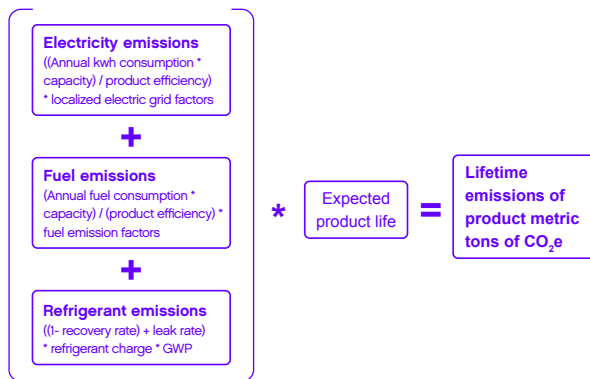 Electricity emissions
((Annual kwh consumption *
capacity) / product efficiency)
* localized electric grid factors
+
Fuel emissions
(Annual fuel consumption *
capacity) / (product efficiency) *
fuel emission factors
+
Refrigerant emissions
((1- recovery rate) + leak rate)
* refrigerant charge * GWP
*
Expected
product life
=
Lifetime
emissions of
product metric
tons of CO₂e